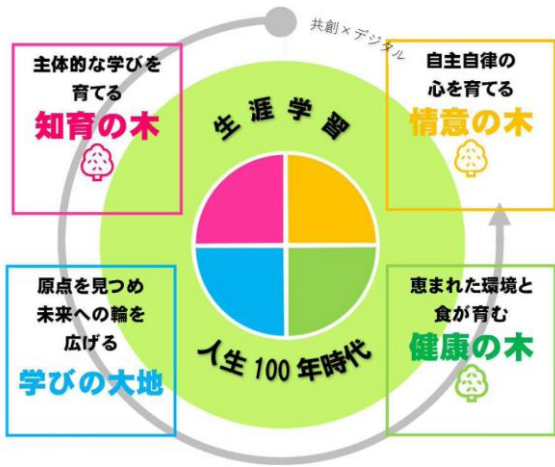 共創×デジタル
主体的な学びを
育てる
知育の木
自主自律の
心を育てる
情意の木
生涯学習
原点を見つめ
未来への輪を
広げる
学びの大地
恵まれた環境と
食が育む
健康の木
人生100年時代